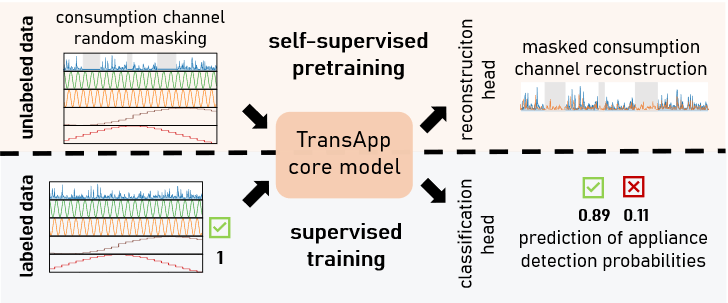 unlabeled data
consumption channel
random masking
self-supervised
pretraining
reconstruciton
head
masked consumption
channel reconstruction
TransApp
core model
labeled data
1
supervised
training
classification
head
0.89 0.11
prediction of appliance
detection probabilities